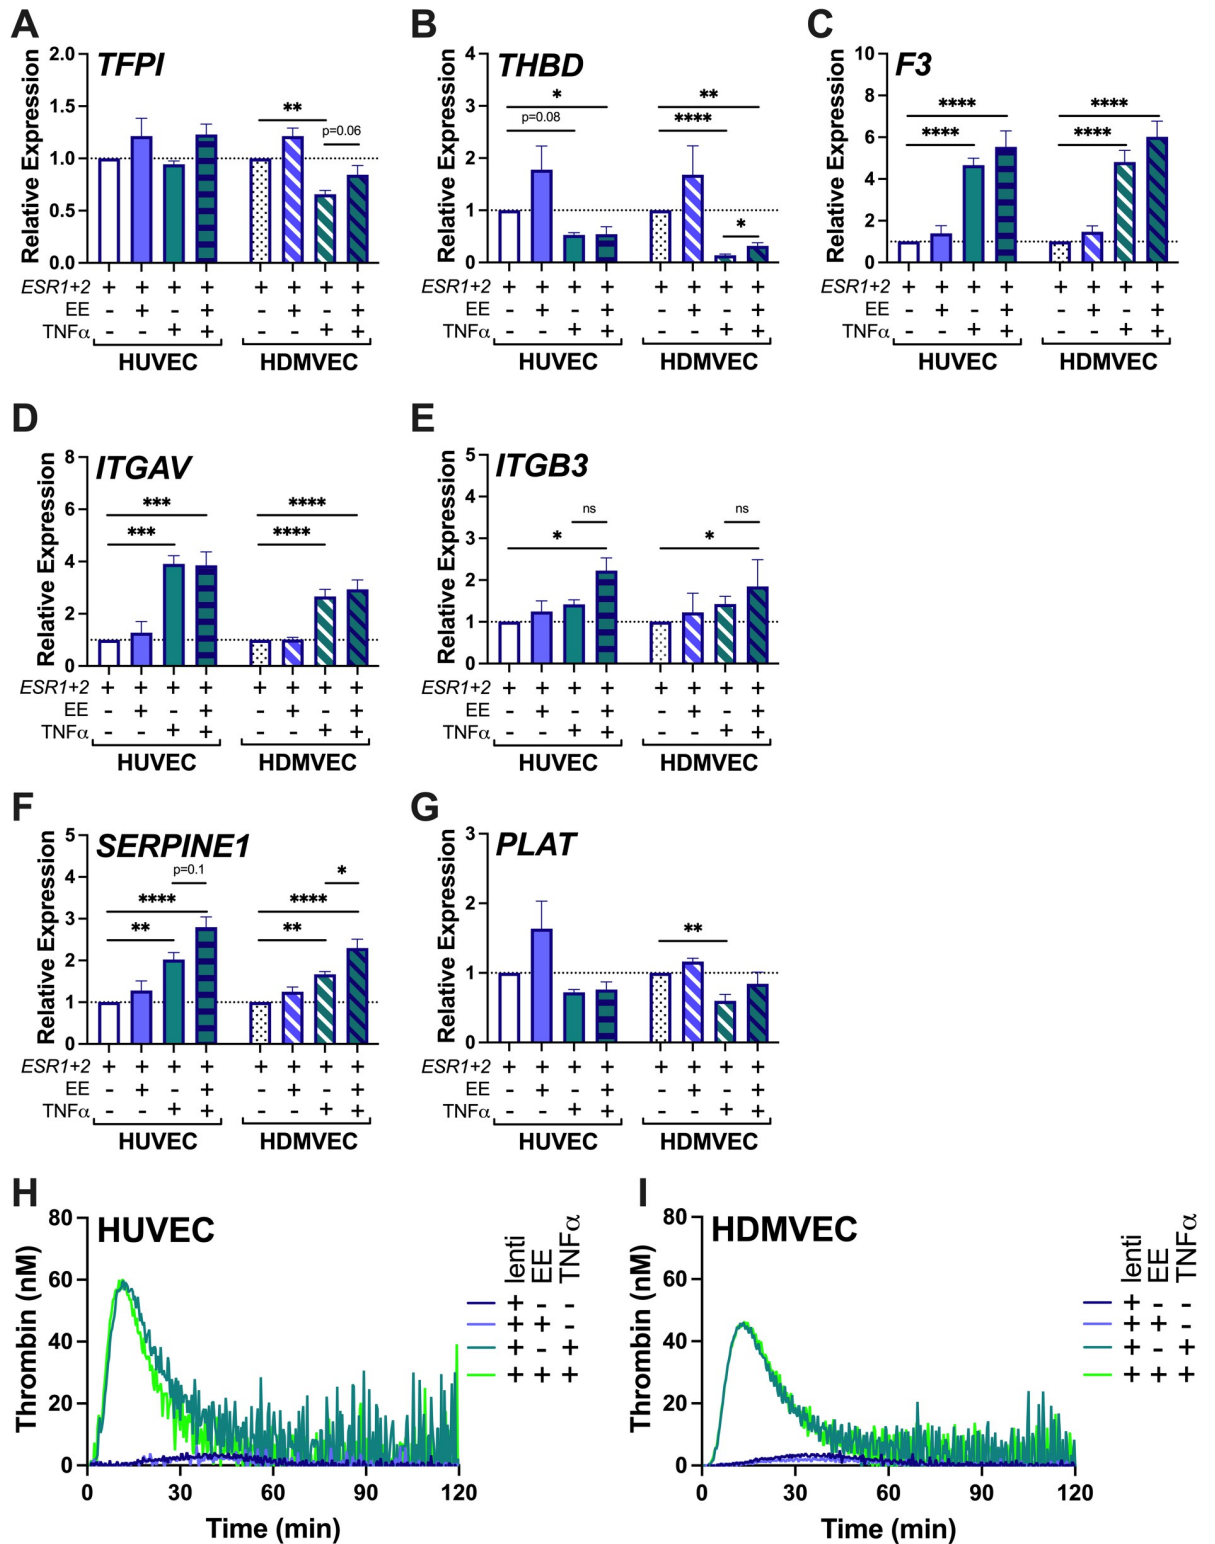 A
TFPI
Relative Expression
2.0
1.5
1.0
0.5
0.0
**
p=0.06
ESR1+2 + + + + + + + +
EE - + - + - + - +
TNFα - - + + - - + +
HUVEC HDMVEC
B
THBD
Relative Expression
4
3
2
1
0
*
p=0.08
**
****
*
ESR1+2 + + + + + + + +
EE - + - + - + - +
TNFα - - + + - - + +
HUVEC HDMVEC
C
F3
Relative Expression
10
8
6
4
2
0
**** ****
**** ****
ESR1+2 + + + + + + + +
EE - + - + - + - +
TNFα - - + + - - + +
HUVEC HDMVEC
D
ITGAV
Relative Expression
8
6
4
2
0
*** ****
*** ****
ESR1+2 + + + + + + + +
EE - + - + - + - +
TNFα - - + + - - + +
HUVEC HDMVEC
E
ITGB3
Relative Expression
5
4
3
2
1
0
ns ns
* *
ESR1+2 + + + + + + + +
EE - + - + - + - +
TNFα - - + + - - + +
HUVEC HDMVEC
F
SERPINE1
Relative Expression
5
4
3
2
1
0
p=0.1 *
**** ****
** **
ESR1+2 + + + + + + + +
EE - + - + - + - +
TNFα - - + + - - + +
HUVEC HDMVEC
G
PLAT
Relative Expression
3
2
1
0
**
ESR1+2 + + + + + + + +
EE - + - + - + - +
TNFα - - + + - - + +
HUVEC HDMVEC
H
HUVEC
Thrombin (nM)
80
60
40
20
0
0 30 60 90 120
Time (min)
lenti EE TNFα
+ - -
+ + -
+ - +
+ + +
I
HDMVEC
Thrombin (nM)
80
60
40
20
0
0 30 60 90 120
Time (min)
lenti EE TNFα
+ - -
+ + -
+ - +
+ + +